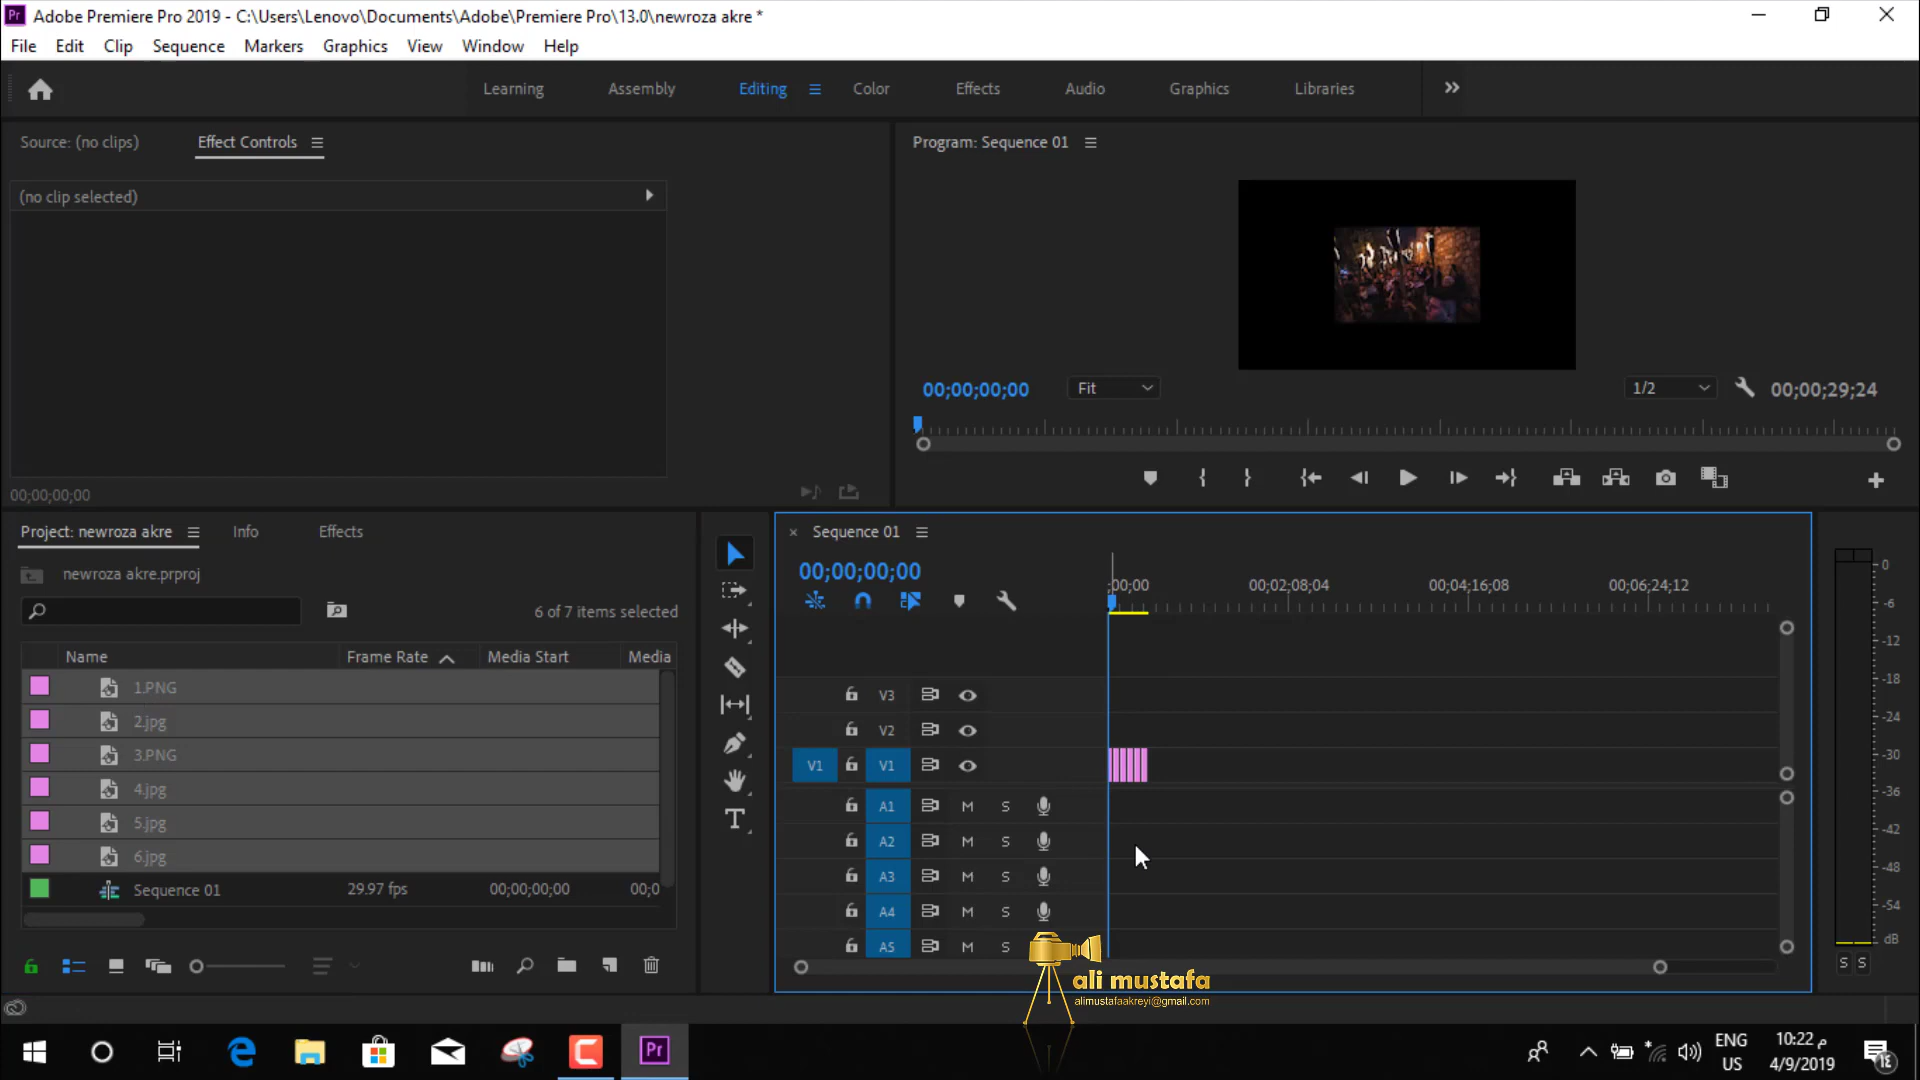 Adobe Premiere Pro 2019 - C:\Users\Lenovo\Documents\Adobe\Premiere Pro\13.0\newroza akre *
File Edit Clip Sequence Markers Graphics View Window Help
Learning Assembly Editing Color Effects Audio Graphics Libraries
Source: (no clips) Effect Controls
Program: Sequence 01
(no clip selected)
00;00;00;00 Fit 1/2 00;00;29;24
00;00;00;00
Project: newroza akre Info Effects
newroza akre.prproj
6 of 7 items selected
Name Frame Rate Media Start Media
1.PNG
2.jpg
3.PNG
4.jpg
5.jpg
6.jpg
Sequence 01 29.97 fps 00;00;00;00 00;0
Sequence 01
00;00;00;00
;00;00 00;02;08;04 00;04;16;08 00;06;24;12
V3
V2
V1 V1
A1 M S
A2 M S
A3 M S
A4 M S
A5 M S
0
-6
-12
-18
-24
-30
-36
-42
-48
-54
dB
S S
ali mustafa
alimustafaakreyi@gmail.com
Pr
ENG
US
10:22 م
4/9/2019
١٤